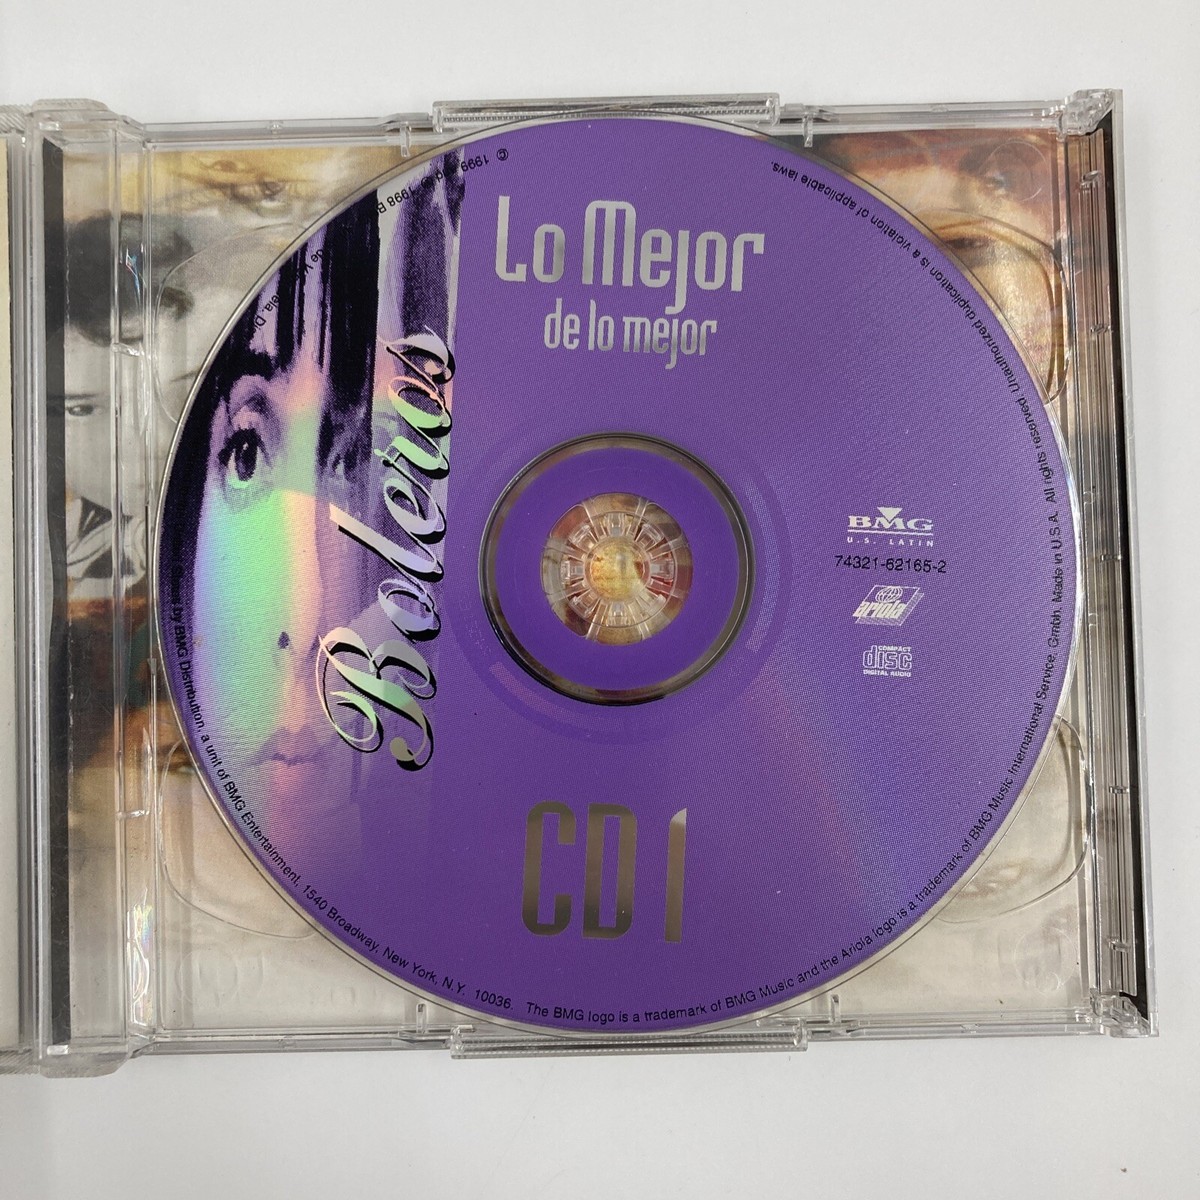 Lo Mejor
de lo mejor
Boleros
BMG
U.S. LATIN
74321-62165-2
ariola
COMPACT
disc
DIGITAL AUDIO
CD 1
by BMG Distribution, a unit of BMG Entertainment, 1540 Broadway, New York, N.Y. 10036. The BMG logo is a trademark of BMG Music and the Ariola logo is a trademark of BMG Music International Service Gmbh. Made in U.S.A. All rights reserved. Unauthorized duplication is a violation of applicable laws.